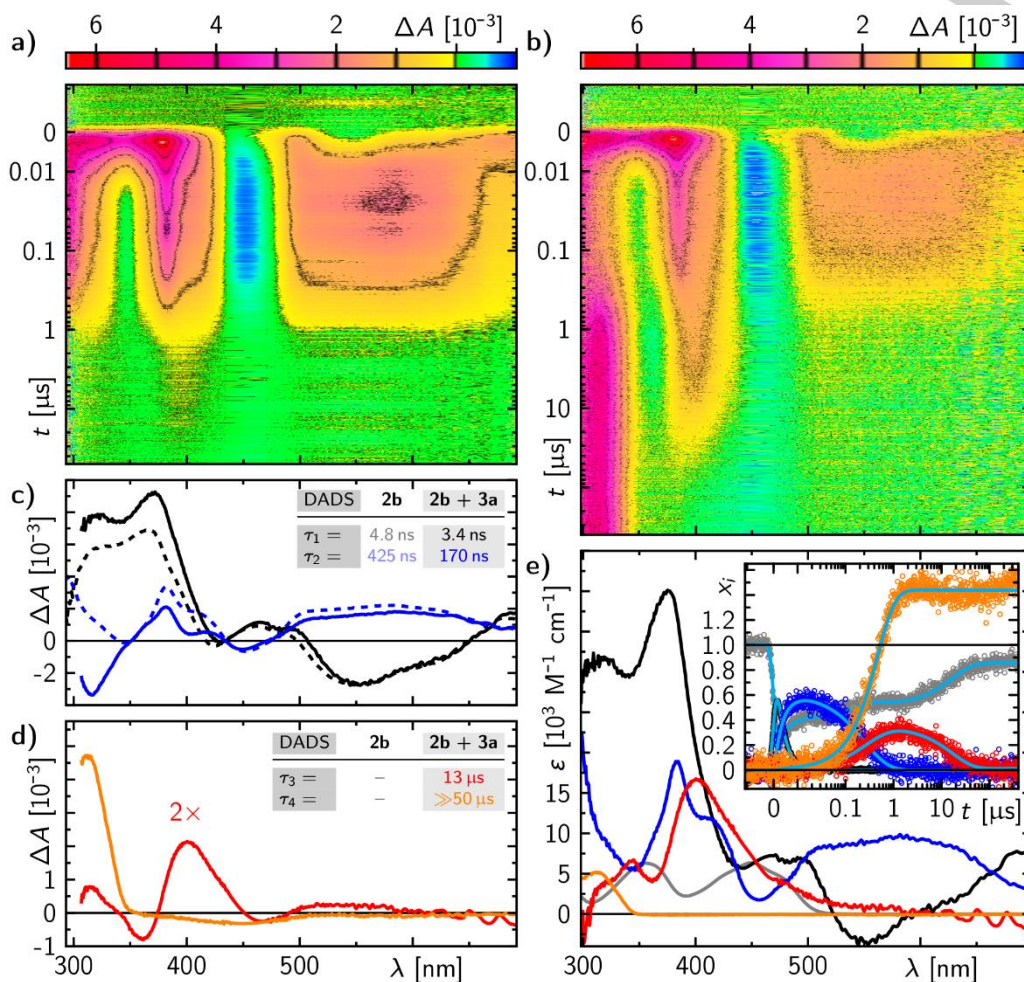 6 4 2 ΔA [10⁻³]
6 4 2 ΔA [10⁻³]
a)
b)
0
0.01
0.1
1
t [µs]
0
0.01
0.1
1
10
t [µs]
c)
ΔA [10⁻³]
0
-2
DADS 2b 2b + 3a
τ₁ = 4.8 ns 3.4 ns
τ₂ = 425 ns 170 ns
d)
ΔA [10⁻³]
0
-1
2×
DADS 2b 2b + 3a
τ₃ = – 13 µs
τ₄ = – ≫50 µs
300 400 500 λ [nm]
e)
ε [10³ M⁻¹ cm⁻¹]
15
10
5
0
xᵢ
1.0
0.8
0.6
0.4
0.2
0
0 0.1 1 10 t [µs]
300 400 500 λ [nm]